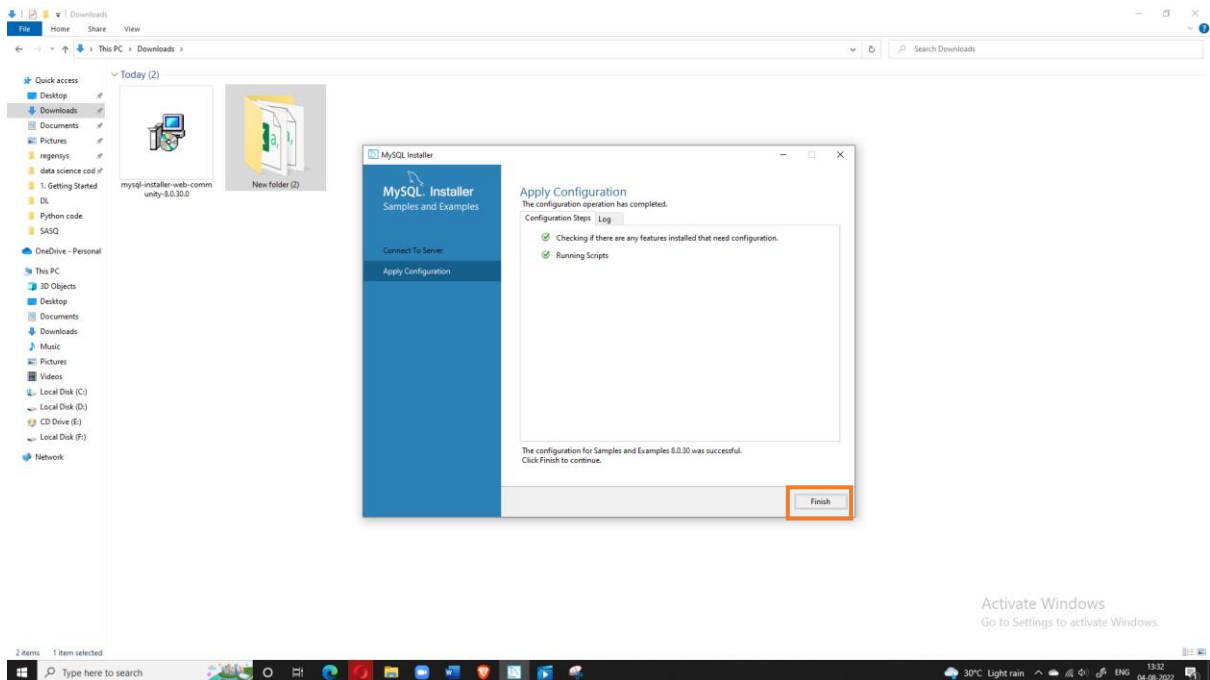 Downloads
File Home Share View
This PC > Downloads >
Search Downloads
Today (2)
Quick access
Desktop
Downloads
Documents
Pictures
regensys
data science cod
1. Getting Started
DL
Python code
SASQ
OneDrive - Personal
This PC
3D Objects
Desktop
Documents
Downloads
Music
Pictures
Videos
Local Disk (C:)
Local Disk (D:)
CD Drive (E:)
Local Disk (F:)
Network
mysql-installer-web-comm
unity-8.0.30.0
a,
New folder (2)
MySQL Installer
MySQL. Installer
Samples and Examples
Connect To Server
Apply Configuration
Apply Configuration
The configuration operation has completed.
Configuration Steps Log
Checking if there are any features installed that need configuration.
Running Scripts
The configuration for Samples and Examples 8.0.30 was successful.
Click Finish to continue.
Finish
Activate Windows
Go to Settings to activate Windows.
2 items 1 item selected
Type here to search
30°C Light rain ENG 13:32
04-08-2022